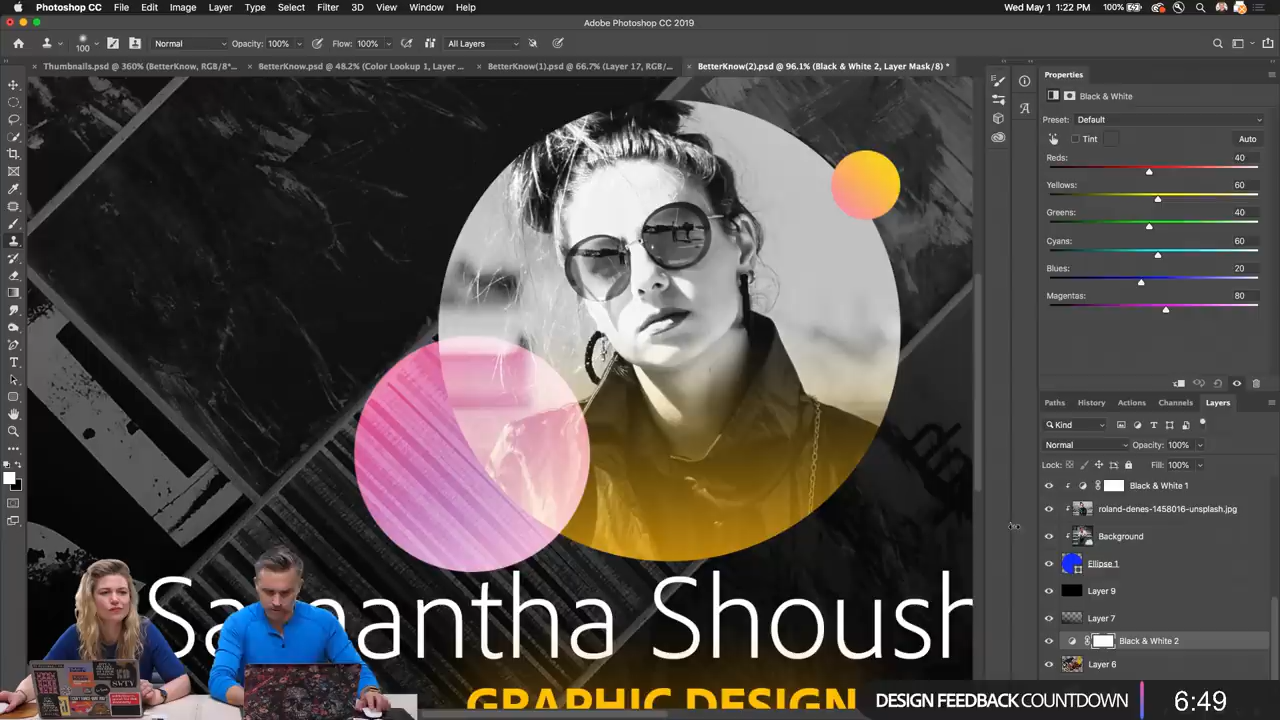 Photoshop CC File Edit Image Layer Type Select Filter 3D View Window Help
100% Wed May 1 1:22 PM
Adobe Photoshop CC 2019
100 Normal Opacity: 100% Flow: 100% All Layers
Thumbnails.psd @ 360% (BetterKnow, RGB/8*...
BetterKnow.psd @ 48.2% (Color Lookup 1, Layer ...
BetterKnow(1).psd @ 66.7% (Layer 17, RGB/...
BetterKnow(2).psd @ 96.1% (Black & White 2, Layer Mask/8) *
Properties
Black & White
Preset: Default
Tint Auto
Reds: 40
Yellows: 60
Greens: 40
Cyans: 60
Blues: 20
Magentas: 80
Paths History Actions Channels Layers
Kind
Normal Opacity: 100%
Lock: Fill: 100%
Black & White 1
roland-denes-1458016-unsplash.jpg
Background
Ellipse 1
Layer 9
Layer 7
Black & White 2
Layer 6
Samantha Shoush
GRAPHIC DESIGN
DESIGN FEEDBACK COUNTDOWN 6:49